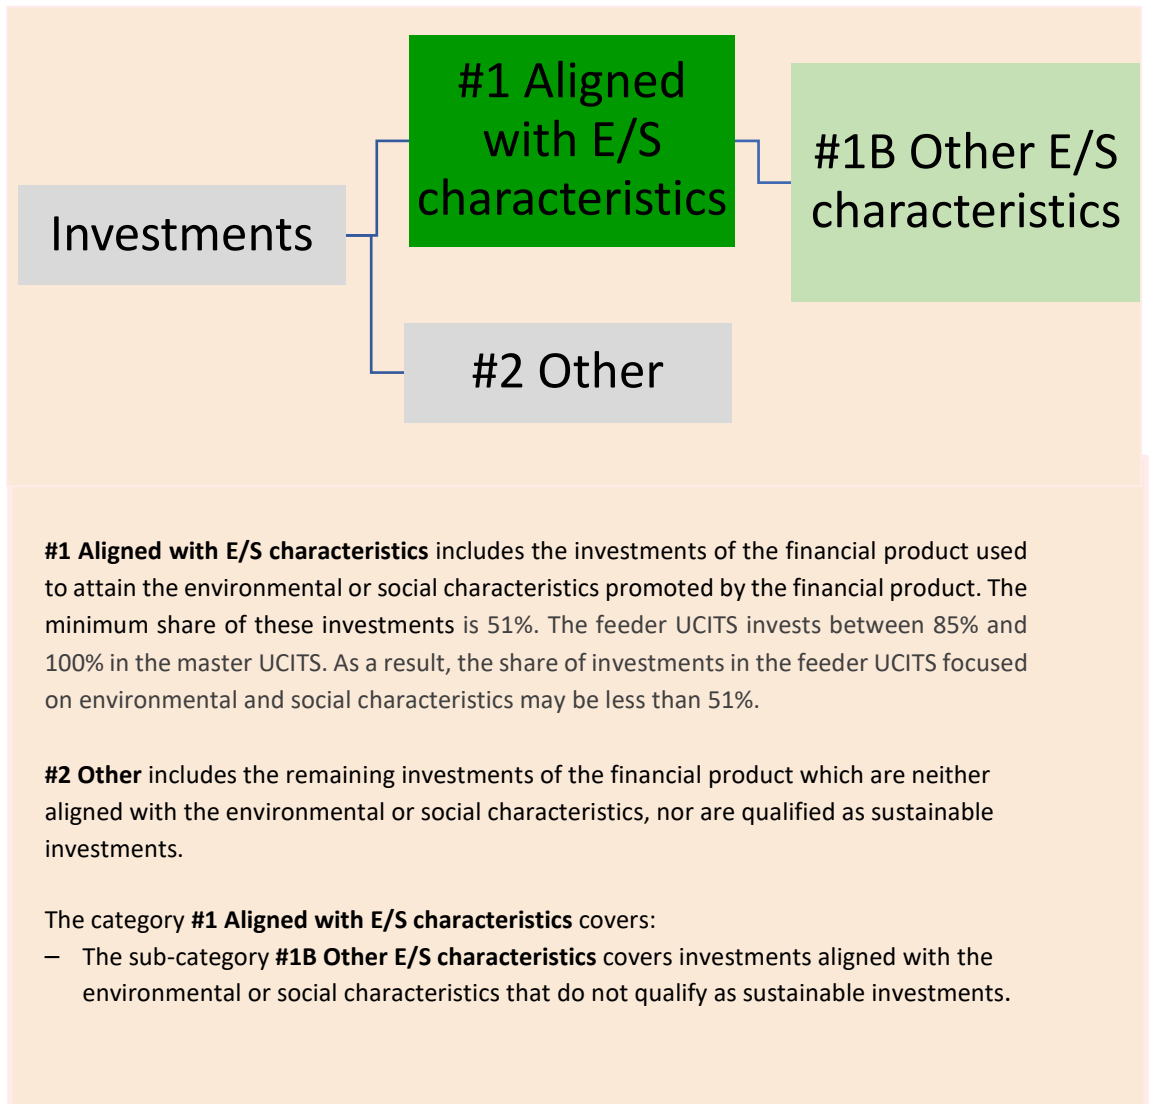 #1 Aligned
with E/S
characteristics
#1B Other E/S
characteristics
Investments
#2 Other
#1 Aligned with E/S characteristics includes the investments of the financial product used
to attain the environmental or social characteristics promoted by the financial product. The
minimum share of these investments is 51%. The feeder UCITS invests between 85% and
100% in the master UCITS. As a result, the share of investments in the feeder UCITS focused
on environmental and social characteristics may be less than 51%.
#2 Other includes the remaining investments of the financial product which are neither
aligned with the environmental or social characteristics, nor are qualified as sustainable
investments.
The category #1 Aligned with E/S characteristics covers:
– The sub-category #1B Other E/S characteristics covers investments aligned with the
environmental or social characteristics that do not qualify as sustainable investments.